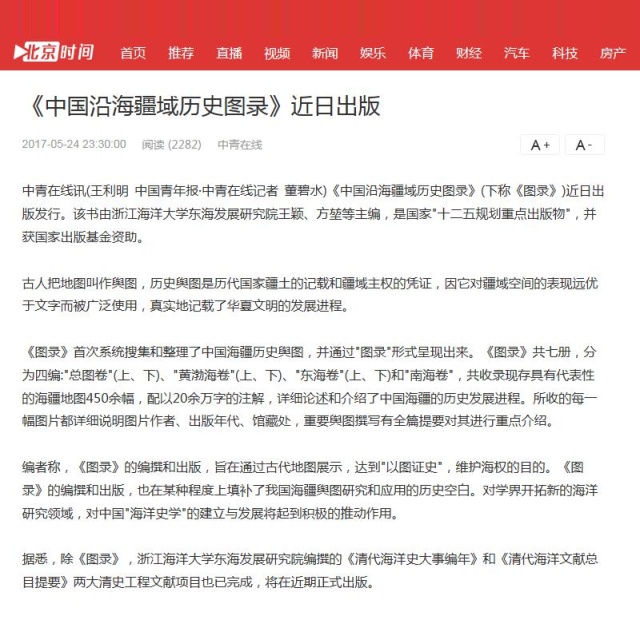 北京时间 首页 推荐 直播 视频 新闻 娱乐 体育 财经 汽车 科技 房产
《中国沿海疆域历史图录》近日出版
2017-05-24 23:30:00 阅读 (2282) 中青在线 A+ A-
中青在线讯(王利明 中国青年报·中青在线记者 董碧水)《中国沿海疆域历史图录》(下称《图录》)近日出
版发行。该书由浙江海洋大学东海发展研究院王颖、方堃等主编，是国家"十二五规划重点出版物"，并
获国家出版基金资助。
古人把地图叫作舆图，历史舆图是历代国家疆土的记载和疆域主权的凭证，因它对疆域空间的表现远优
于文字而被广泛使用，真实地记载了华夏文明的发展进程。
《图录》首次系统搜集和整理了中国海疆历史舆图，并通过"图录"形式呈现出来。《图录》共七册，分
为四编:"总图卷"(上、下)、"黄渤海卷"(上、下)、"东海卷"(上、下)和"南海卷"，共收录现存具有代表性
的海疆地图450余幅，配以20余万字的注解，详细论述和介绍了中国海疆的历史发展进程。所收的每一
幅图片都详细说明图片作者、出版年代、馆藏处，重要舆图撰写有全篇提要对其进行重点介绍。
编者称，《图录》的编撰和出版，旨在通过古代地图展示，达到"以图证史"，维护海权的目的。《图
录》的编撰和出版，也在某种程度上填补了我国海疆舆图研究和应用的历史空白。对学界开拓新的海洋
研究领域，对中国"海洋史学"的建立与发展将起到积极的推动作用。
据悉，除《图录》，浙江海洋大学东海发展研究院编撰的《清代海洋史大事编年》和《清代海洋文献总
目提要》两大清史工程文献项目也已完成，将在近期正式出版。